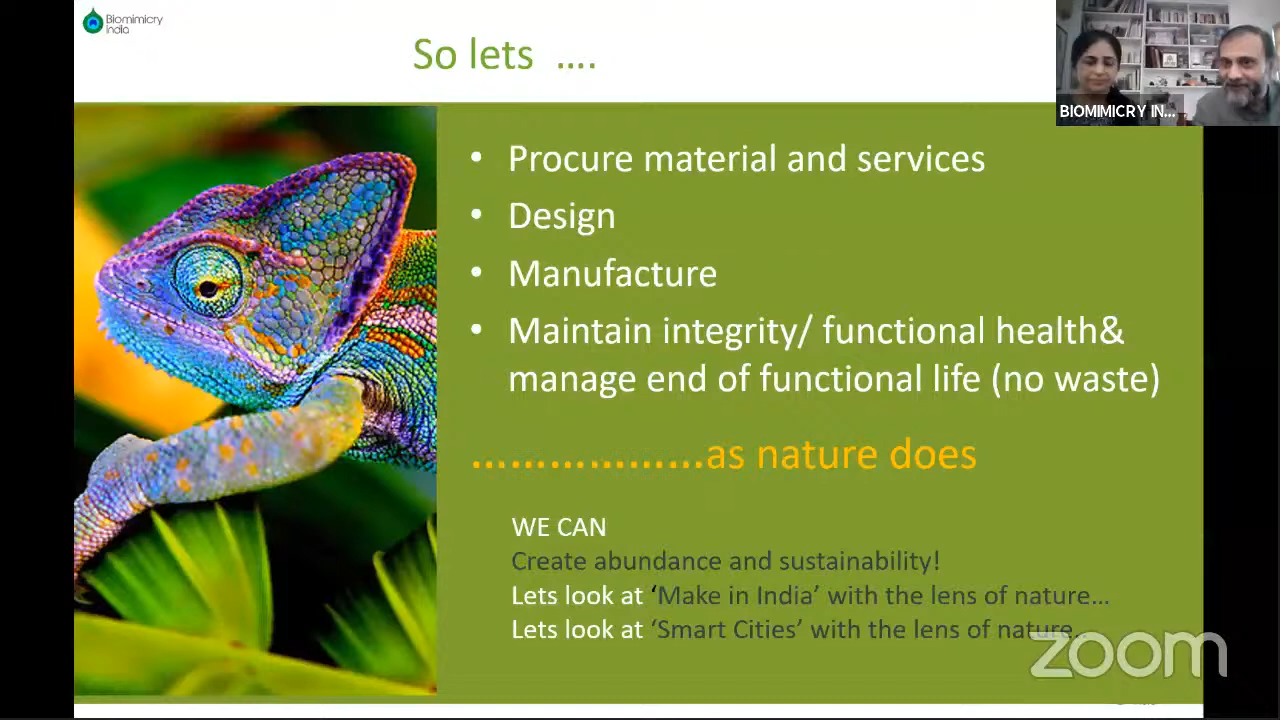 Biomimicry
India
So lets ….
BIOMIMICRY IN...
• Procure material and services
• Design
• Manufacture
• Maintain integrity/ functional health&
manage end of functional life (no waste)
………………as nature does
WE CAN
Create abundance and sustainability!
Lets look at ‘Make in India’ with the lens of nature…
Lets look at ‘Smart Cities’ with the lens of nature
zoom